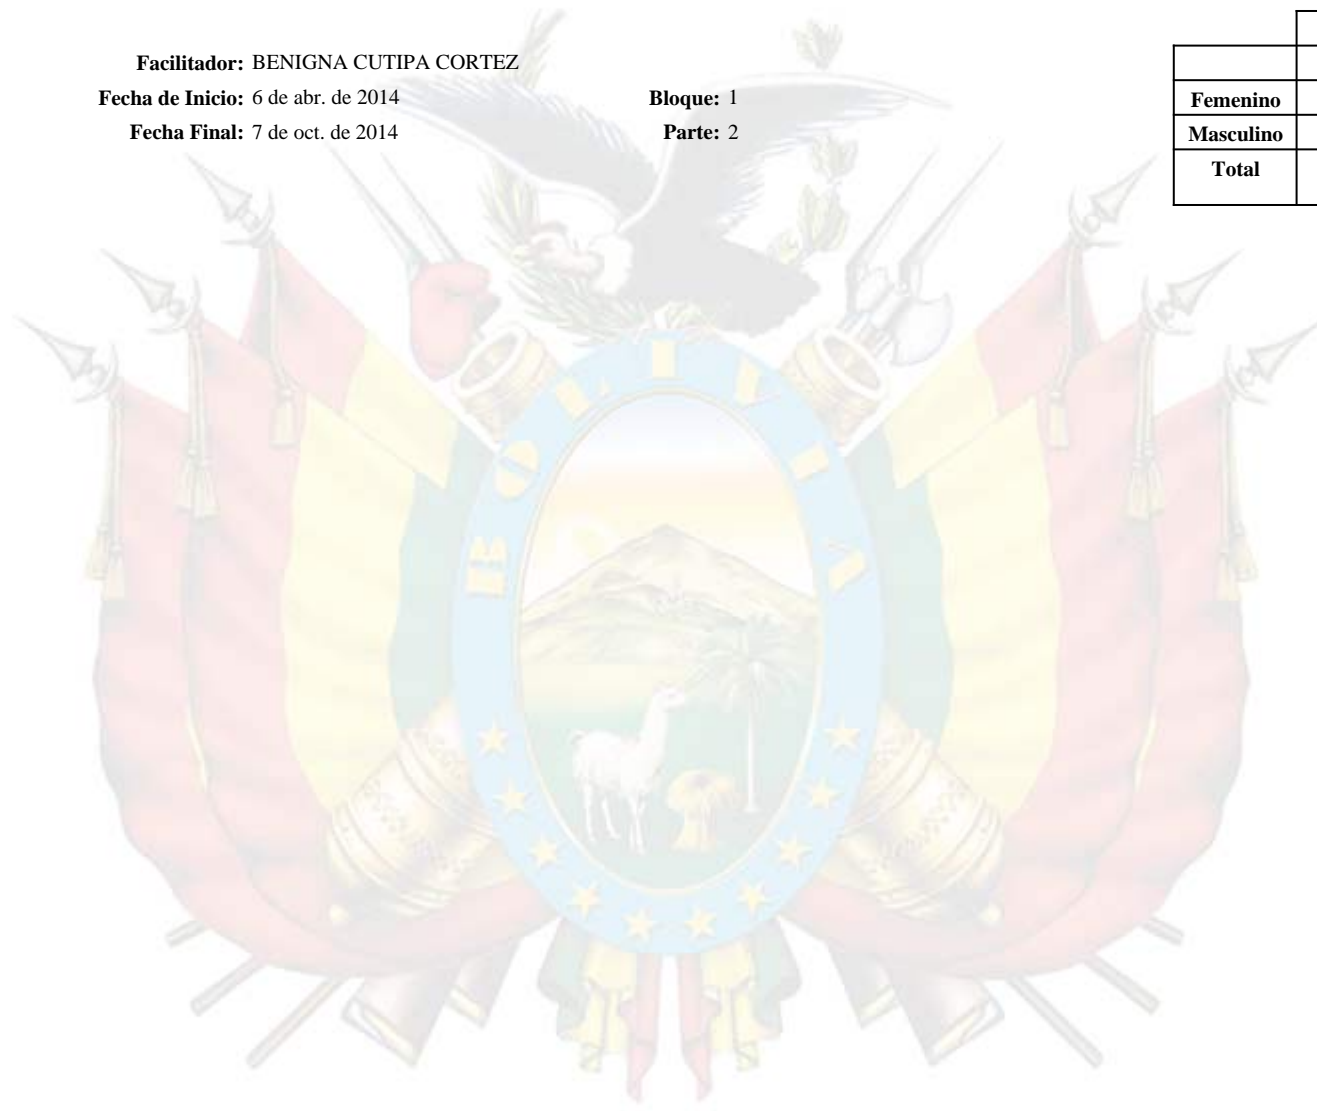 Facilitador: BENIGNA CUTIPA CORTEZ
Fecha de Inicio: 6 de abr. de 2014 Bloque: 1
Fecha Final: 7 de oct. de 2014 Parte: 2
Femenino
Masculino
Total
BOLIVIA